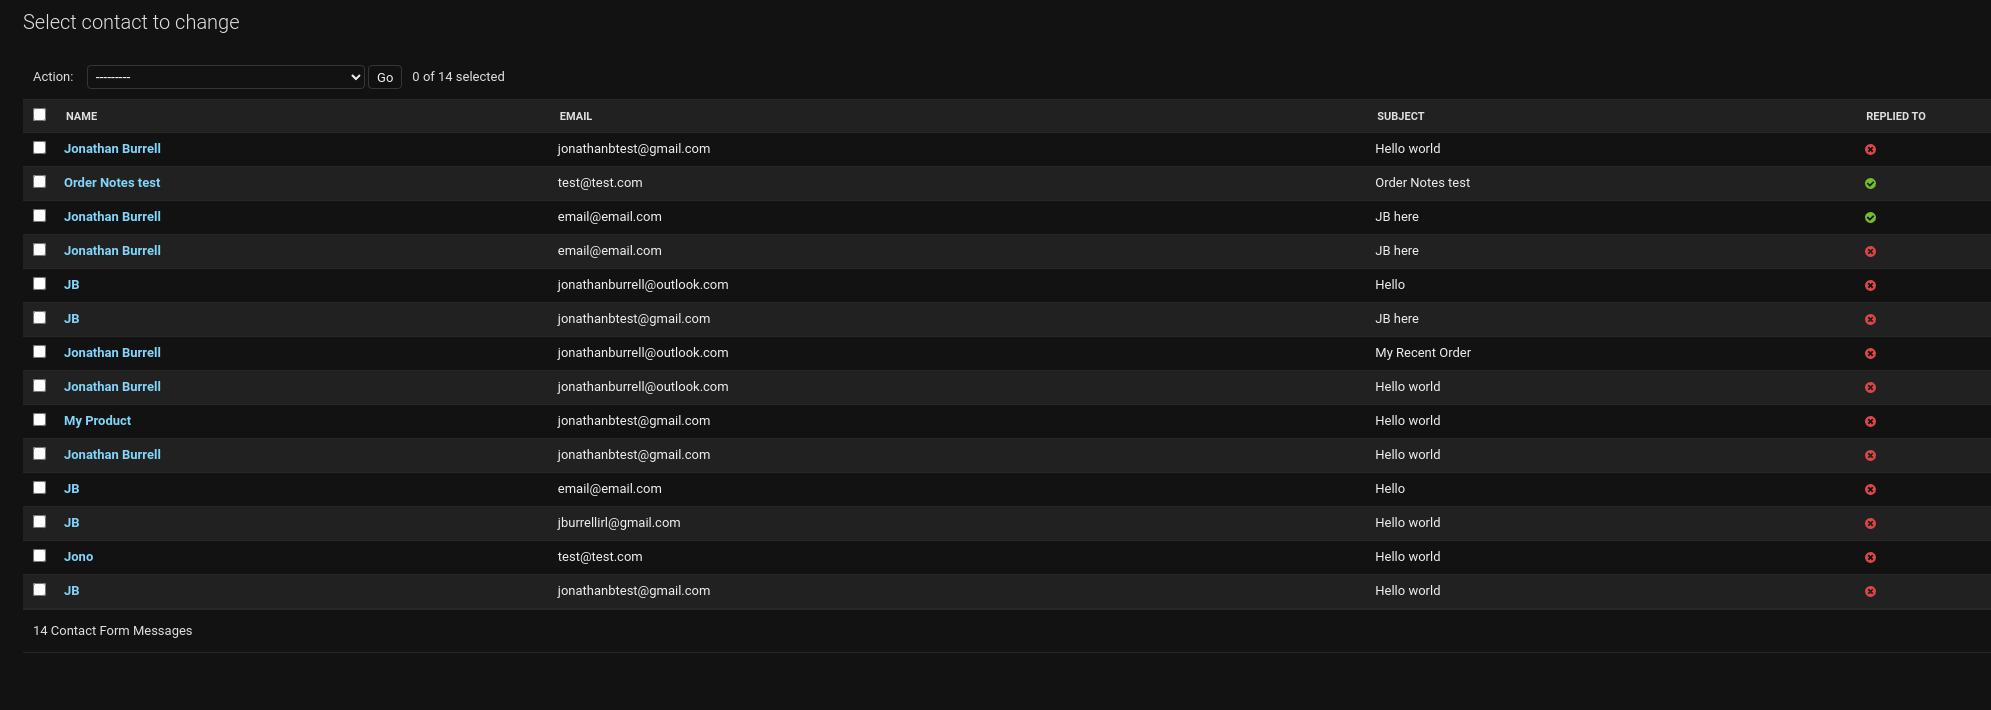 Select contact to change
Action: --------- Go 0 of 14 selected
NAME EMAIL SUBJECT REPLIED TO
Jonathan Burrell jonathanbtest@gmail.com Hello world
Order Notes test test@test.com Order Notes test
Jonathan Burrell email@email.com JB here
Jonathan Burrell email@email.com JB here
JB jonathanburrell@outlook.com Hello
JB jonathanbtest@gmail.com JB here
Jonathan Burrell jonathanburrell@outlook.com My Recent Order
Jonathan Burrell jonathanburrell@outlook.com Hello world
My Product jonathanbtest@gmail.com Hello world
Jonathan Burrell jonathanbtest@gmail.com Hello world
JB email@email.com Hello
JB jburrellirl@gmail.com Hello world
Jono test@test.com Hello world
JB jonathanbtest@gmail.com Hello world
14 Contact Form Messages